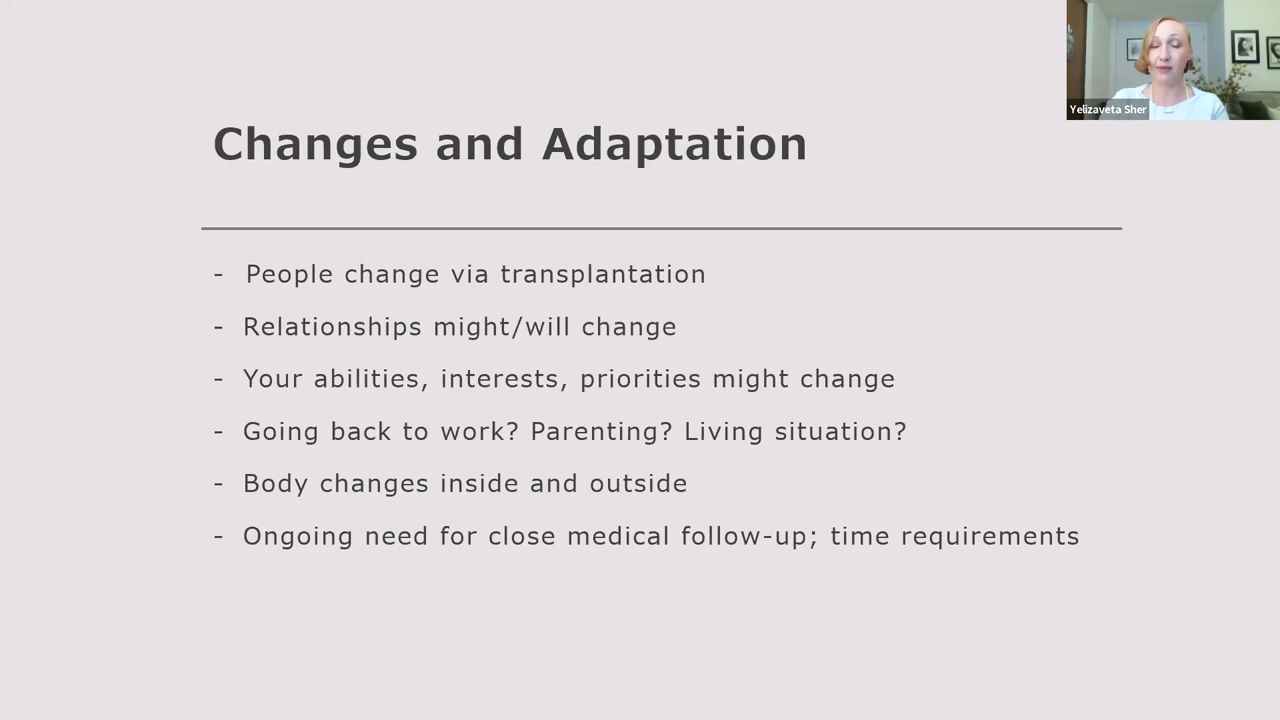 Yelizaveta Sher
Changes and Adaptation
- People change via transplantation
- Relationships might/will change
- Your abilities, interests, priorities might change
- Going back to work? Parenting? Living situation?
- Body changes inside and outside
- Ongoing need for close medical follow-up; time requirements